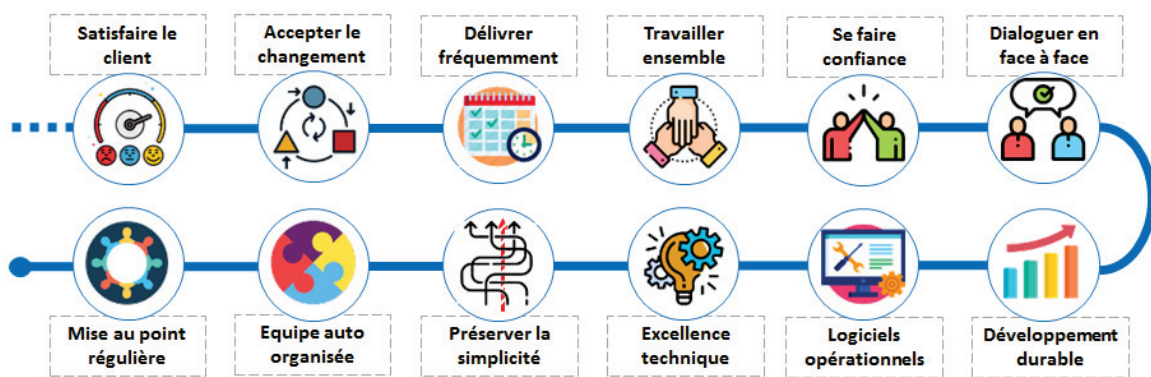 Satisfaire le
client
Accepter le
changement
Délivrer
fréquemment
Travailler
ensemble
Se faire
confiance
Dialoguer en
face à face
Mise au point
régulière
Equipe auto
organisée
Préserver la
simplicité
Excellence
technique
Logiciels
opérationnels
Développement
durable